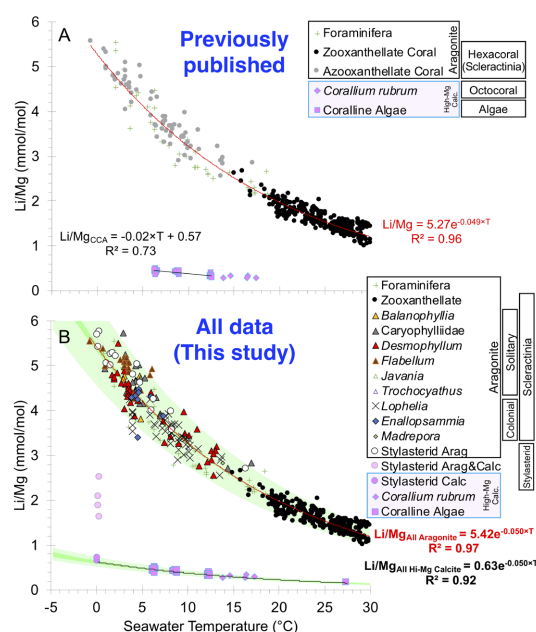 A
Previously
published
Foraminifera
Zooxanthellate Coral
Azooxanthellate Coral
Corallium rubrum
Coralline Algae
Aragonite
High-Mg
Calc.
Hexacoral
(Scleractinia)
Octocoral
Algae
Li/Mg (mmol/mol)
6
5
4
3
2
1
0
Li/Mg = 5.27e-0.049×T
R² = 0.96
Li/MgCCA = -0.02×T + 0.57
R² = 0.73
B
All data
(This study)
Foraminifera
Zooxanthellate
Balanophyllia
Caryophylliidae
Desmophyllum
Flabellum
Javania
Trochocyathus
Lophelia
Enallopsammia
Madrepora
Stylasterid Arag
Stylasterid Arag&Calc
Stylasterid Calc
Corallium rubrum
Coralline Algae
Aragonite
High-Mg
Calc.
Solitary
Colonial
Scleractinia
Stylasterid
Li/Mg (mmol/mol)
6
5
4
3
2
1
0
Li/MgAll Aragonite = 5.42e-0.050×T
R² = 0.97
Li/MgAll Hi-Mg Calcite = 0.63e-0.050×T
R² = 0.92
-5 0 5 10 15 20 25 30
Seawater Temperature (°C)